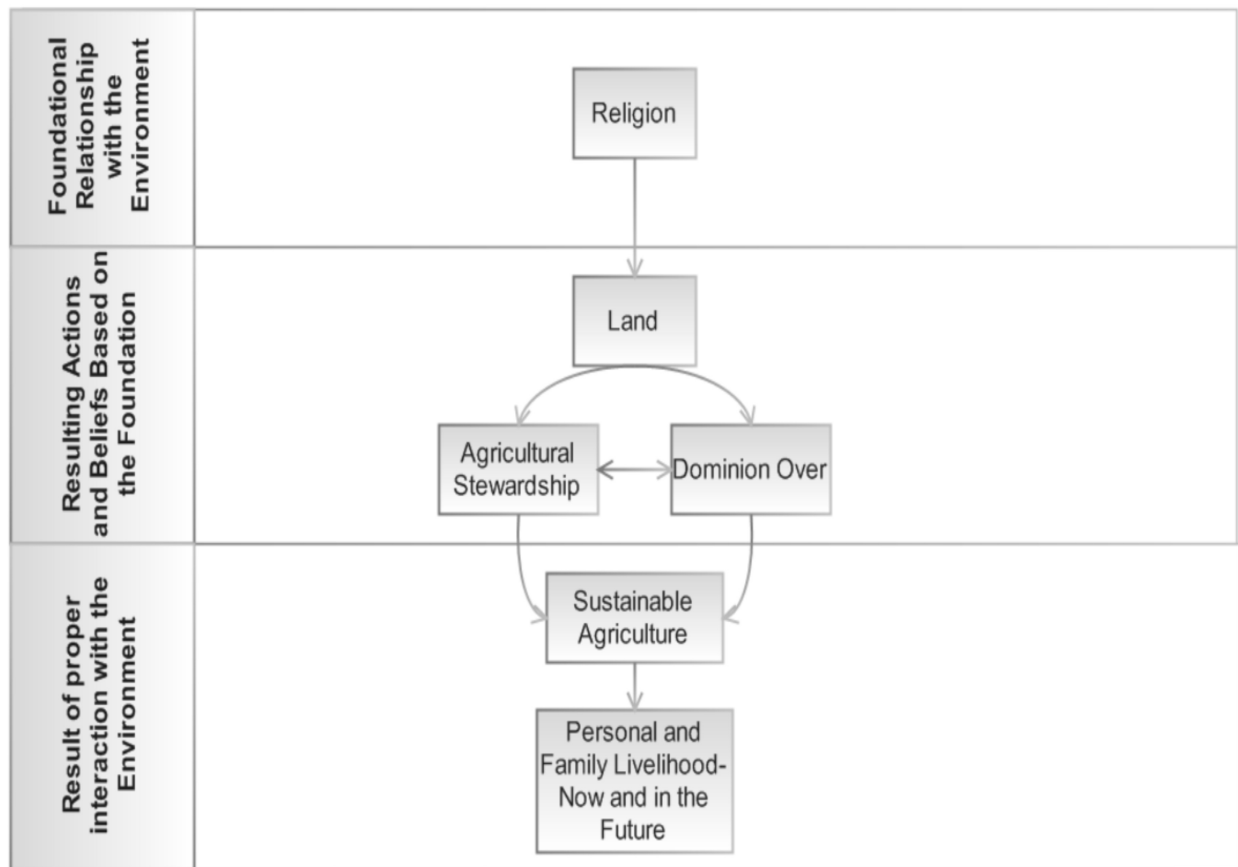 Foundational
Relationship
with the
Environment
Religion
Resulting Actions
and Beliefs Based on
the Foundation
Land
Agricultural
Stewardship
Dominion Over
Result of proper
interaction with the
Environment
Sustainable
Agriculture
Personal and
Family Livelihood-
Now and in the
Future